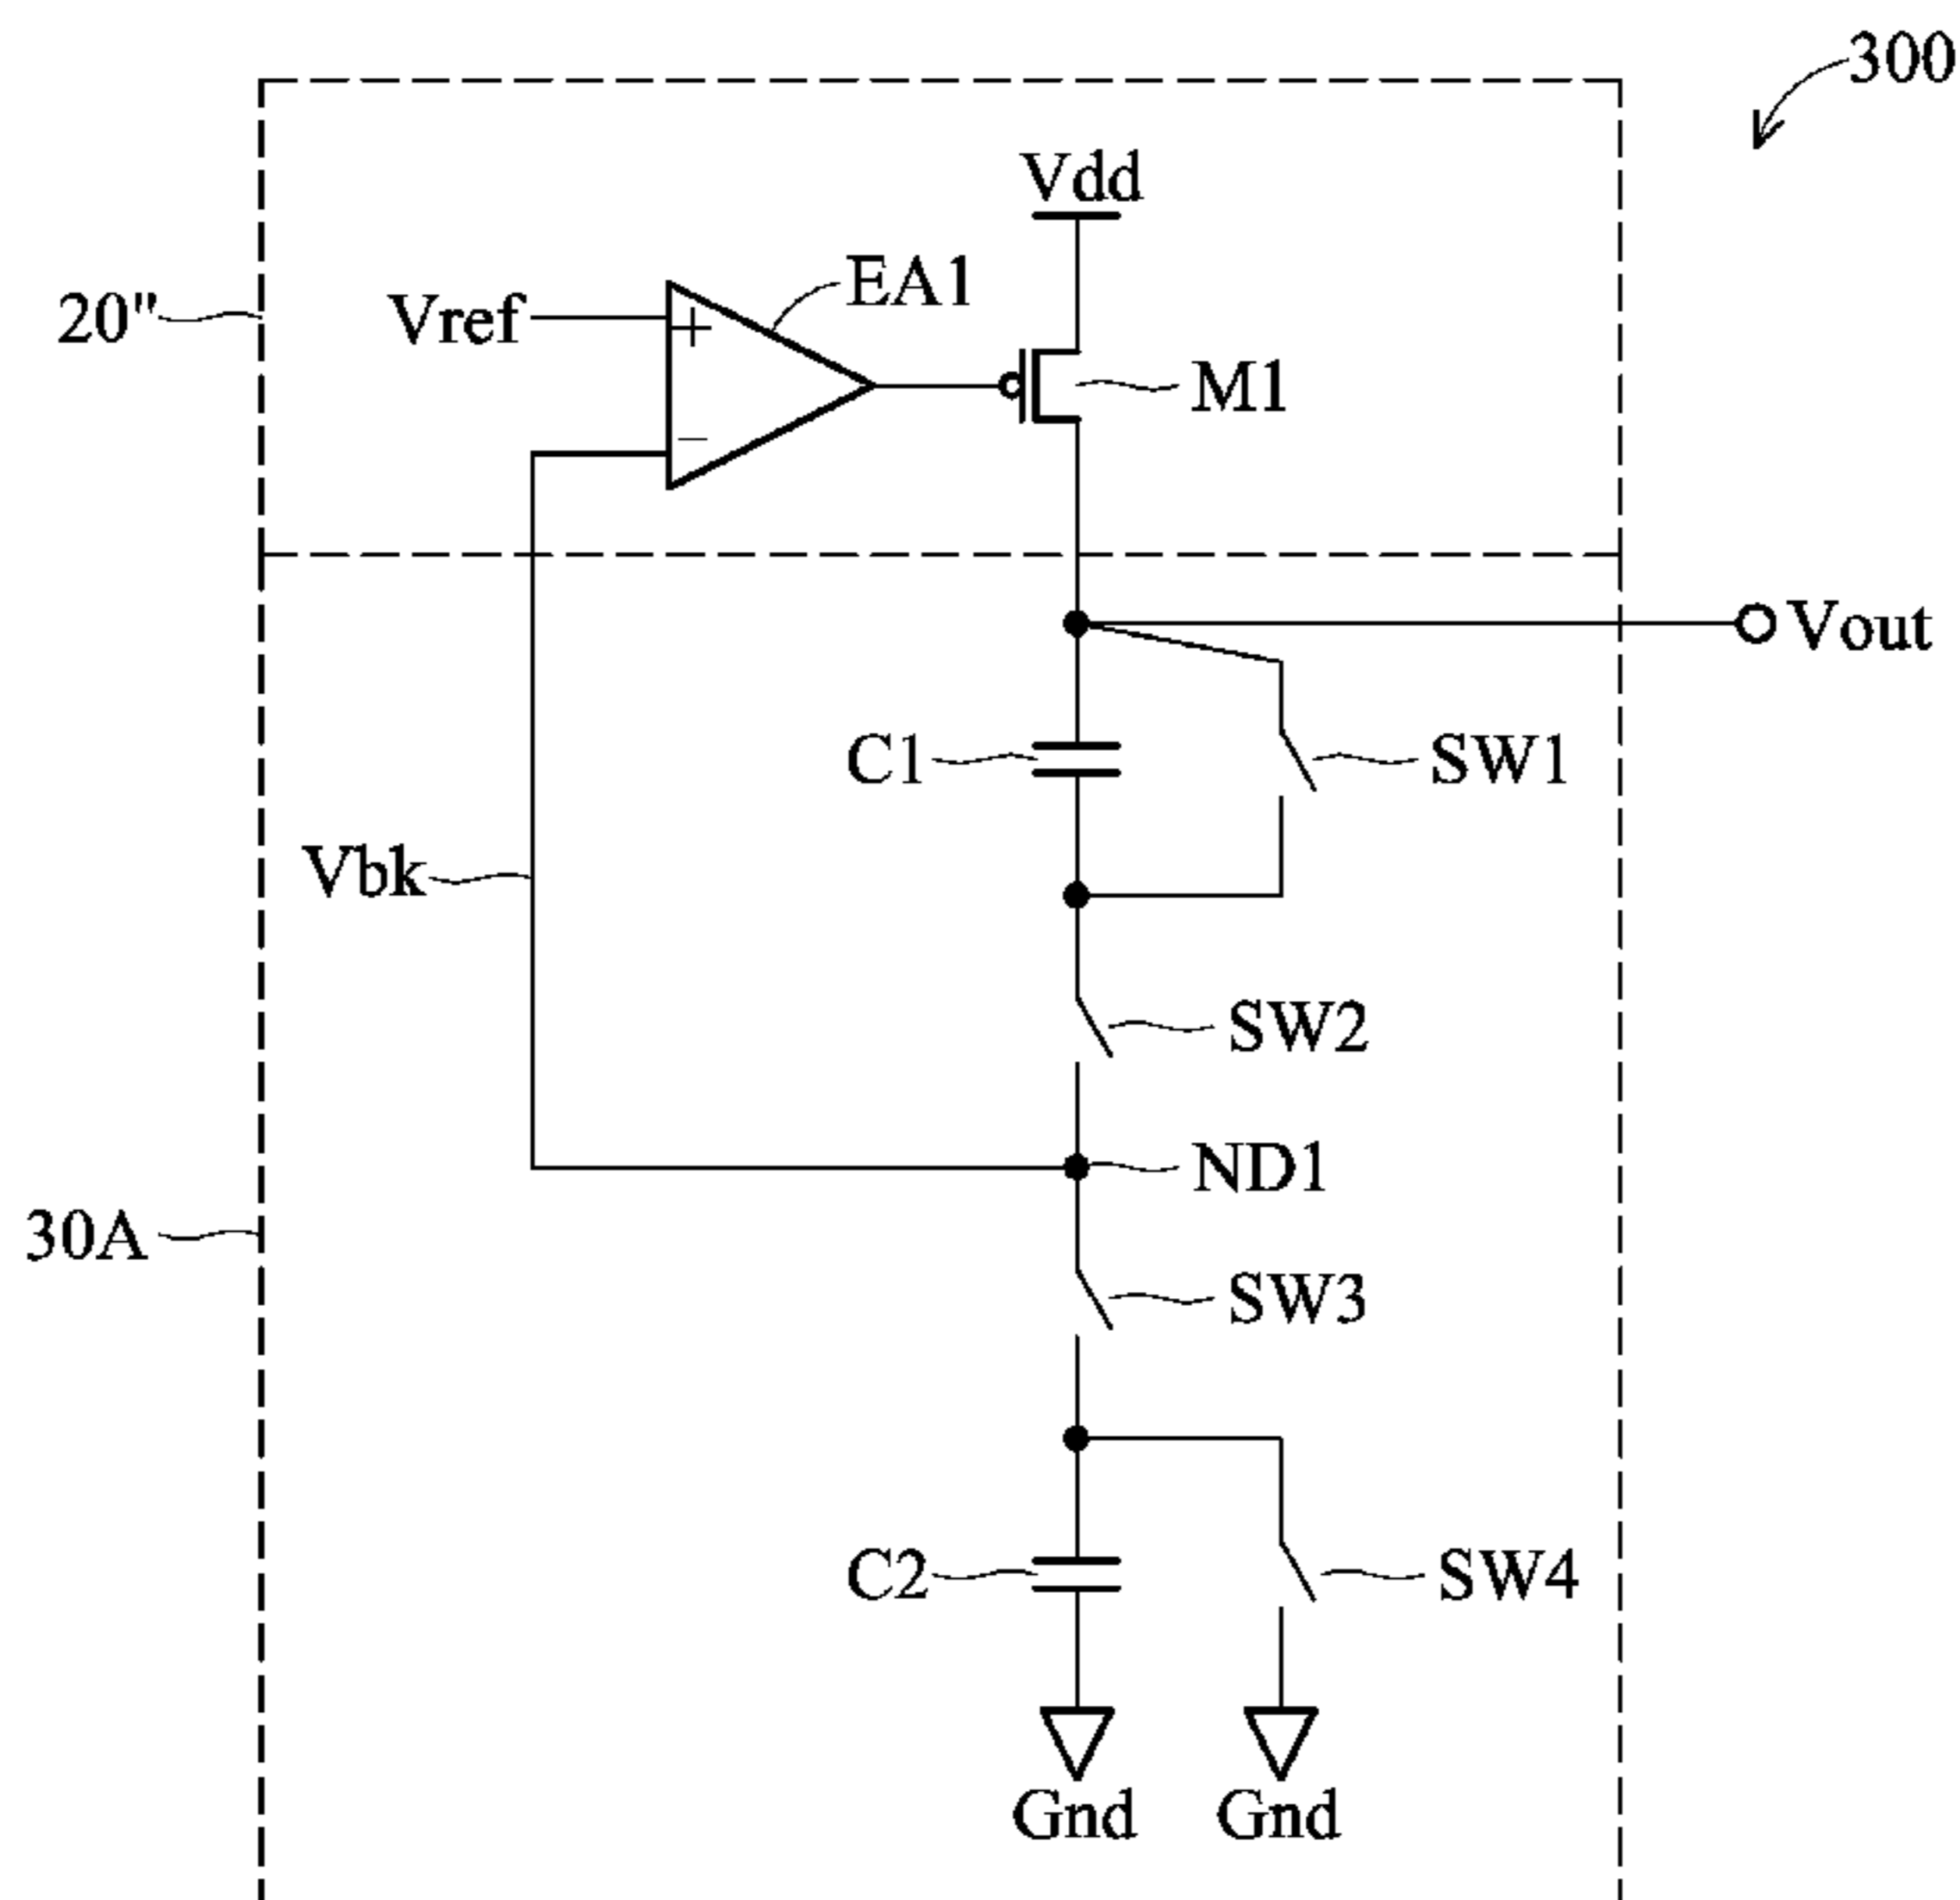 300
Vdd
EA1
20"
Vref
+
M1
−
Vout
C1
SW1
Vbk
SW2
ND1
30A
SW3
C2
SW4
Gnd
Gnd